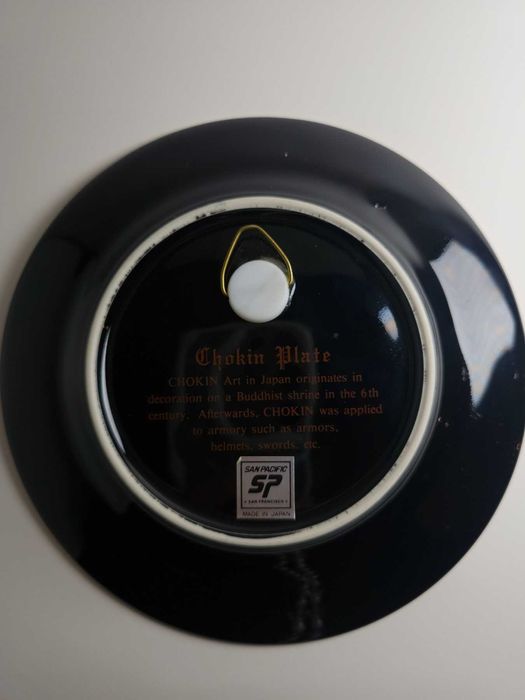 Chokin Plate
CHOKIN Art in Japan originates in
decoration on a Buddhist shrine in the 6th
century. Afterwards, CHOKIN was applied
to armory such as armors,
helmets, swords, etc.
SAN PACIFIC
SP
• SAN FRANCISCO •
MADE IN JAPAN